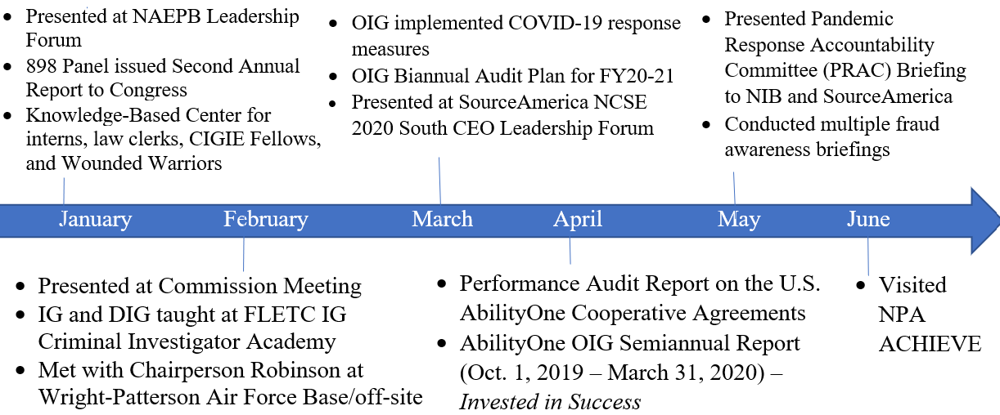 • Presented at NAEPB Leadership
Forum
• 898 Panel issued Second Annual
Report to Congress
• Knowledge-Based Center for
interns, law clerks, CIGIE Fellows,
and Wounded Warriors
• OIG implemented COVID-19 response
measures
• OIG Biannual Audit Plan for FY20-21
• Presented at SourceAmerica NCSE
2020 South CEO Leadership Forum
• Presented Pandemic
Response Accountability
Committee (PRAC) Briefing
to NIB and SourceAmerica
• Conducted multiple fraud
awareness briefings
January February March April May June
• Presented at Commission Meeting
• IG and DIG taught at FLETC IG
Criminal Investigator Academy
• Met with Chairperson Robinson at
Wright-Patterson Air Force Base/off-site
• Performance Audit Report on the U.S.
AbilityOne Cooperative Agreements
• AbilityOne OIG Semiannual Report
(Oct. 1, 2019 – March 31, 2020) –
Invested in Success
• Visited
NPA
ACHIEVE